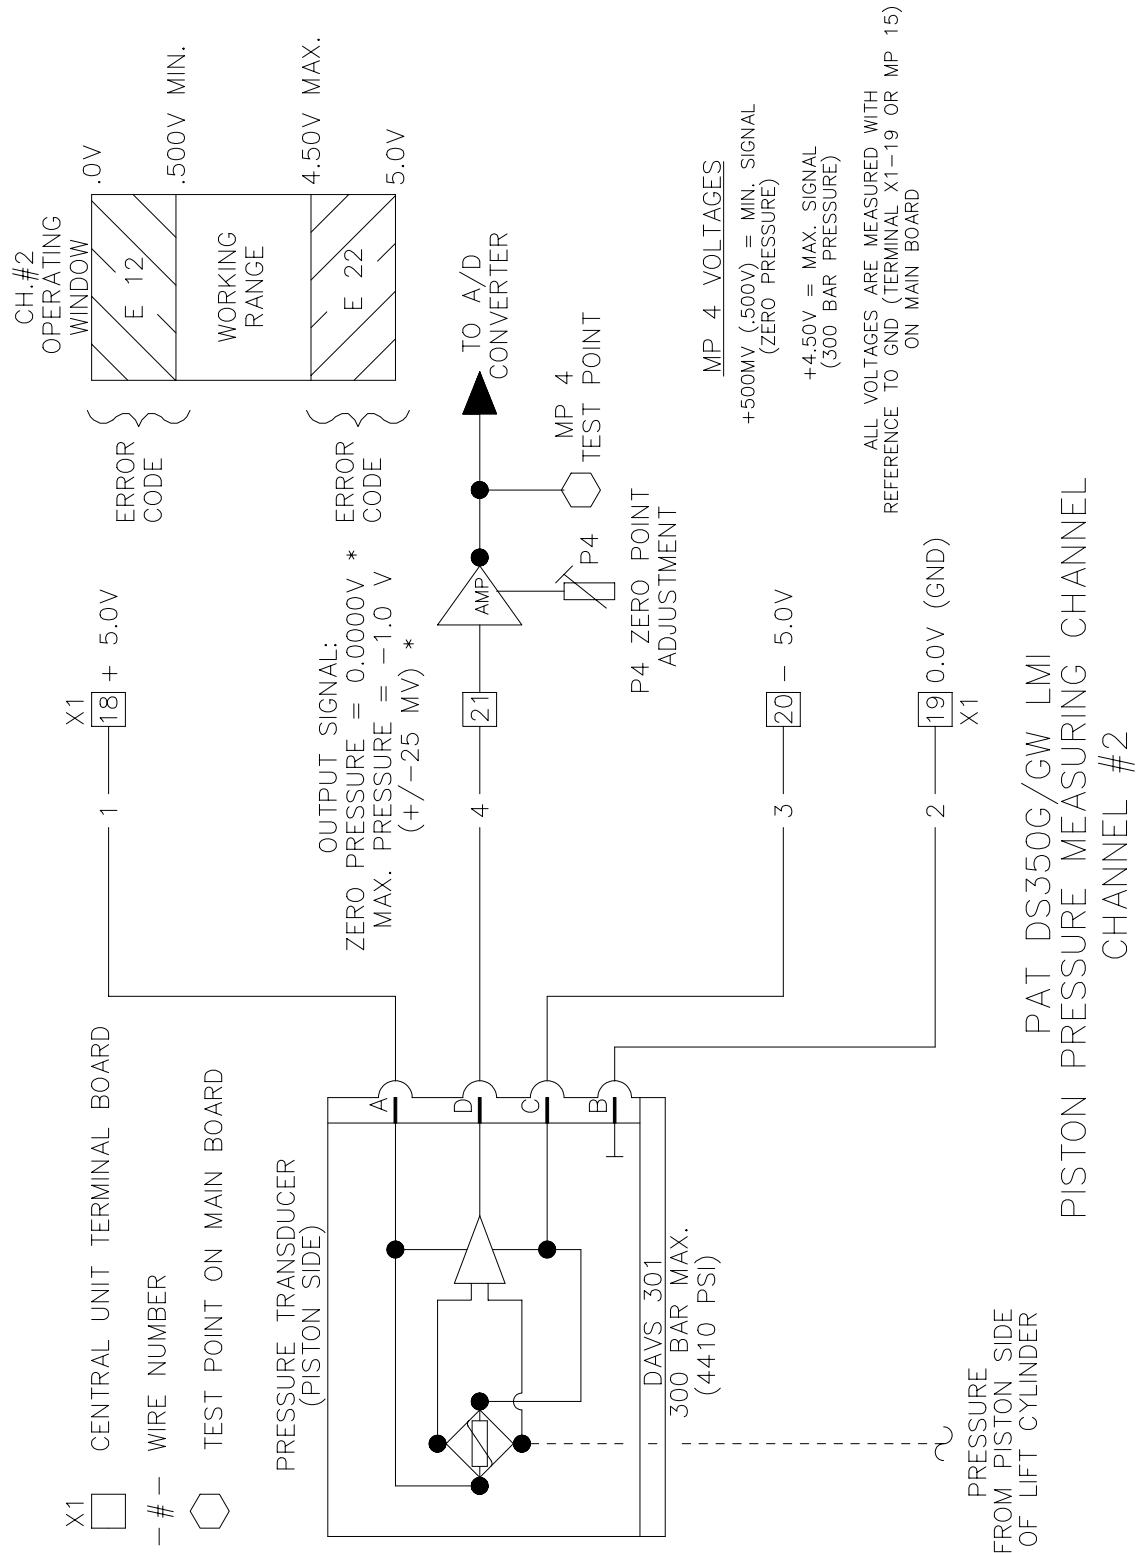 X1
CENTRAL UNIT TERMINAL BOARD
-#- WIRE NUMBER
TEST POINT ON MAIN BOARD
PRESSURE TRANSDUCER
(PISTON SIDE)
A
D
C
B
DAVS 301
300 BAR MAX.
(4410 PSI)
PRESSURE
FROM PISTON SIDE
OF LIFT CYLINDER
1
4
3
2
X1
18 + 5.0V
OUTPUT SIGNAL:
ZERO PRESSURE = 0.0000V *
MAX. PRESSURE = -1.0 V
(+/-25 MV) *
21
AMP
P4
P4 ZERO POINT
ADJUSTMENT
MP 4
TEST POINT
TO A/D
CONVERTER
20 - 5.0V
19 0.0V (GND)
X1
CH.#2
OPERATING
WINDOW
ERROR
CODE
E 12
WORKING
RANGE
ERROR
CODE
E 22
.0V
.500V MIN.
4.50V MAX.
5.0V
MP 4 VOLTAGES
+500MV (.500V) = MIN. SIGNAL
(ZERO PRESSURE)
+4.50V = MAX. SIGNAL
(300 BAR PRESSURE)
ALL VOLTAGES ARE MEASURED WITH
REFERENCE TO GND (TERMINAL X1-19 OR MP 15)
ON MAIN BOARD
PAT DS350G/GW LMI
PISTON PRESSURE MEASURING CHANNEL
CHANNEL #2